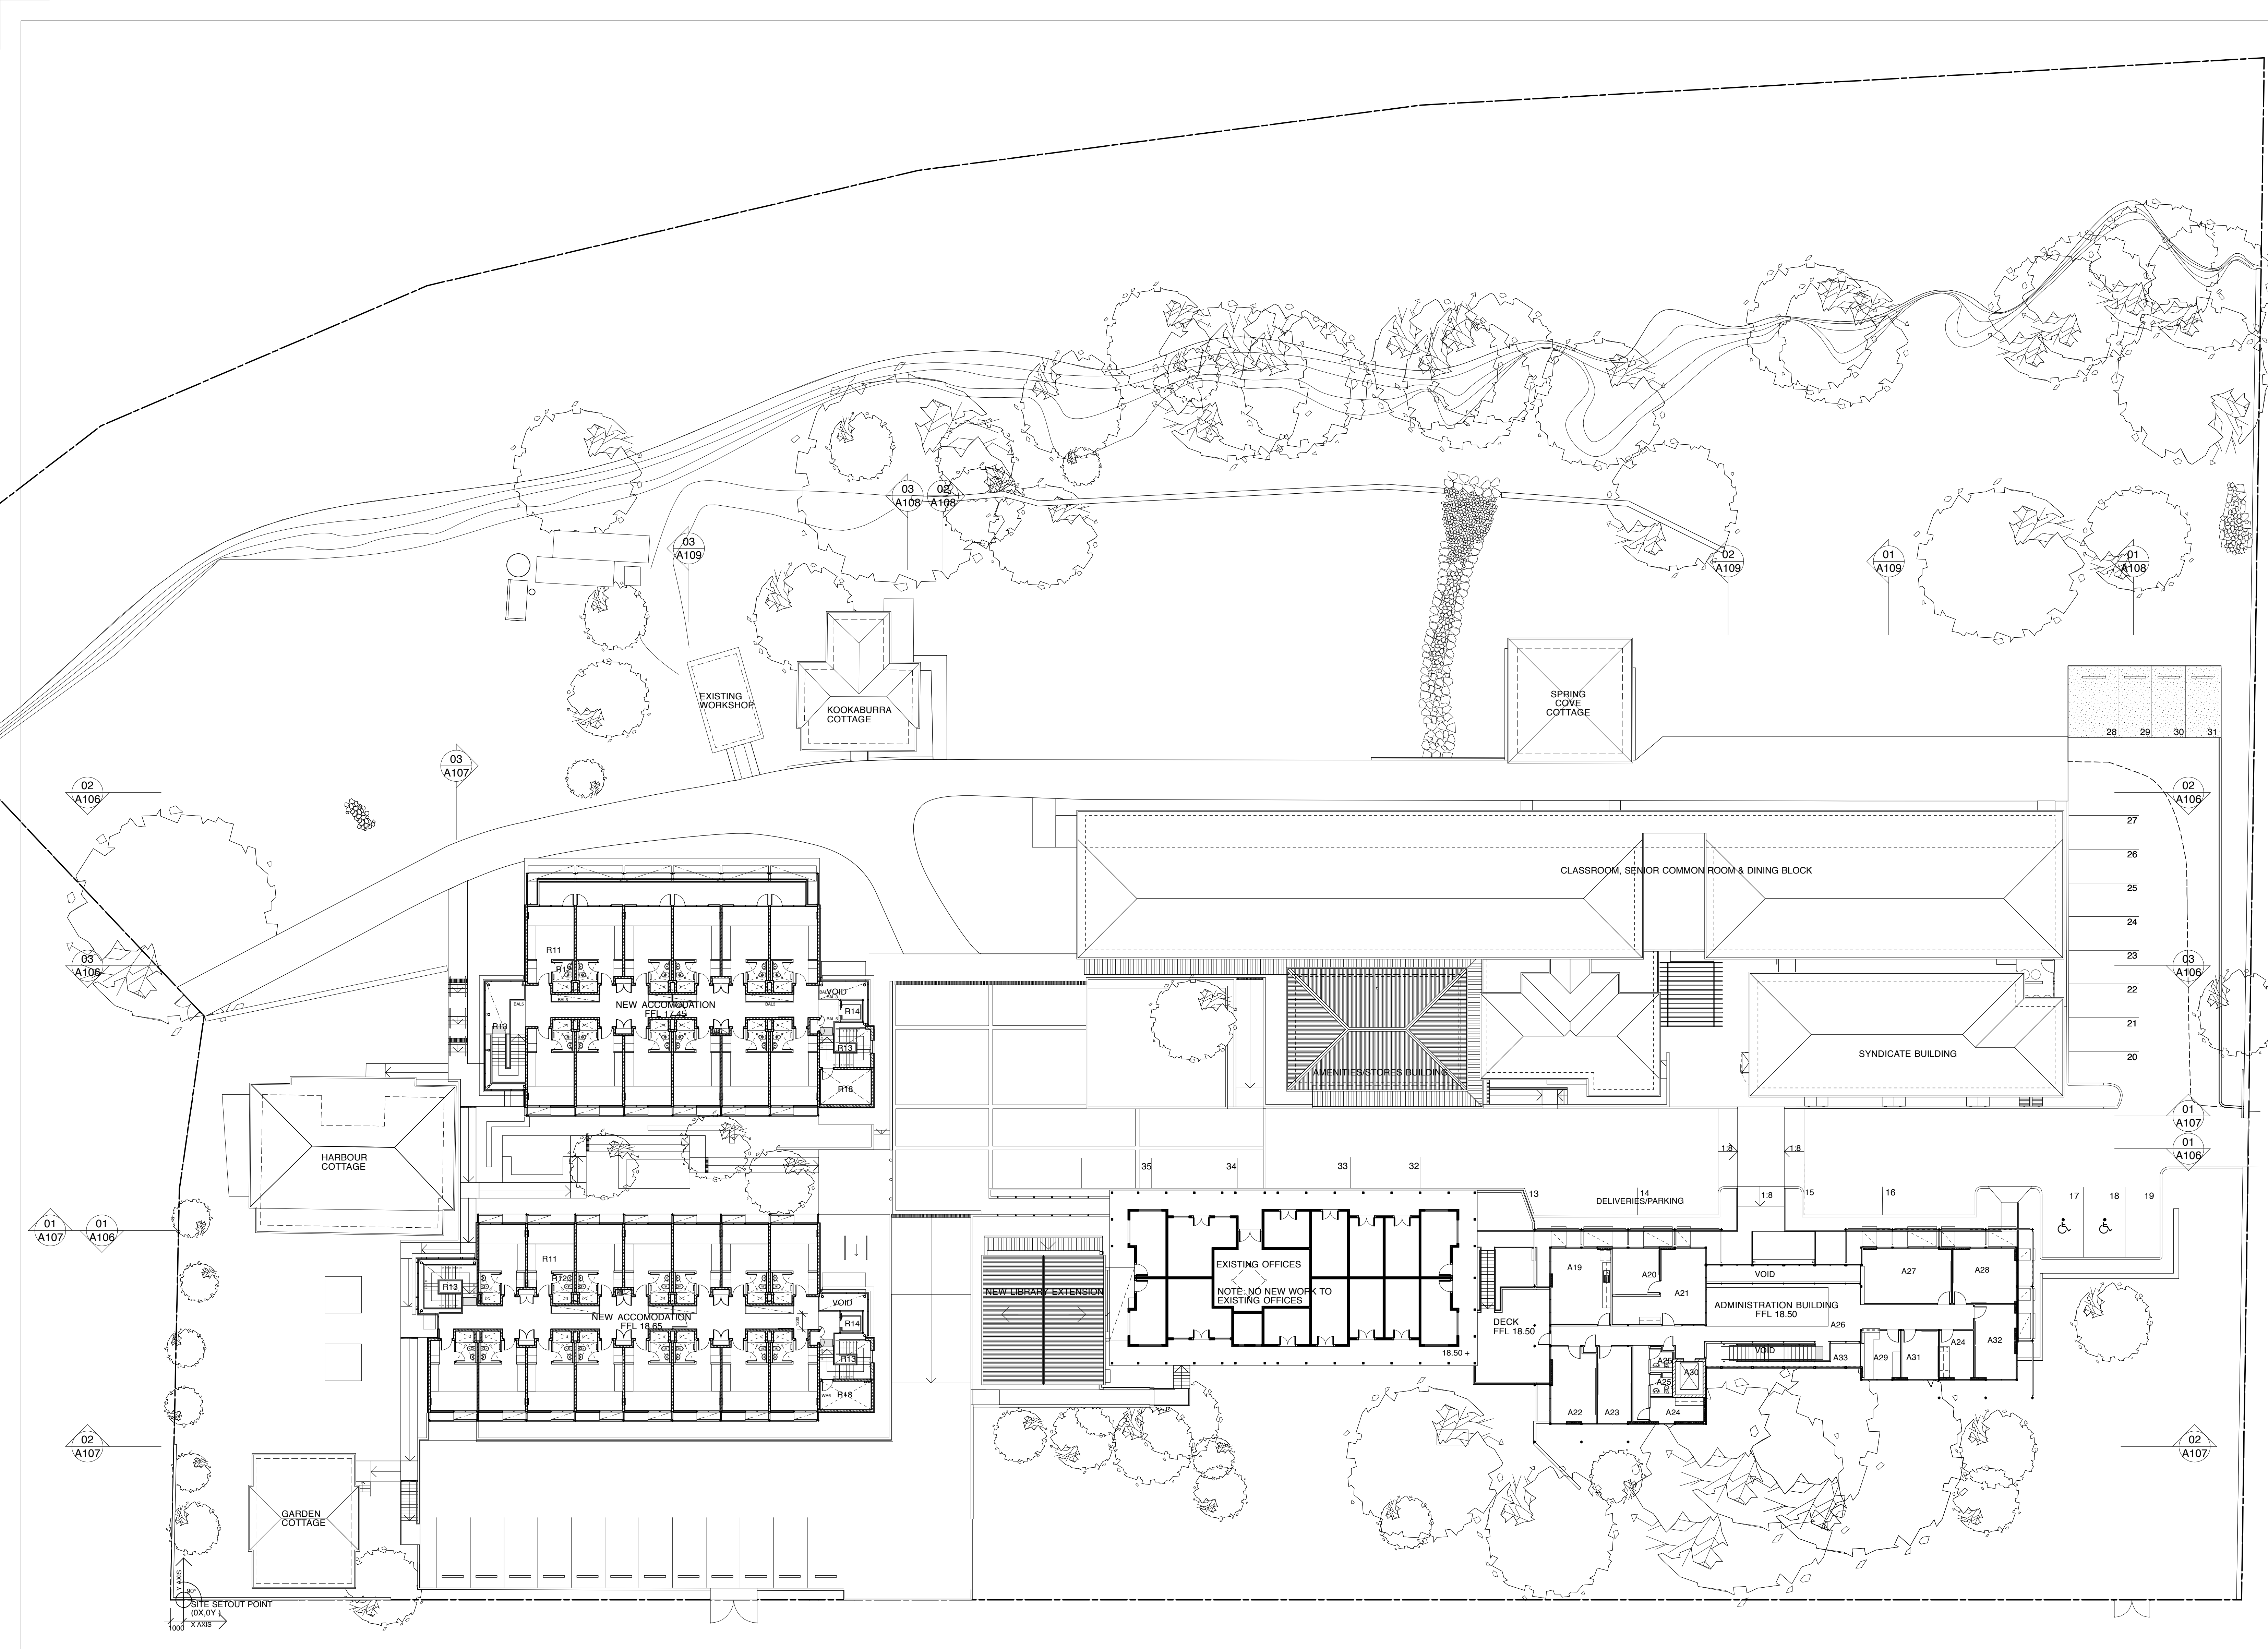 03
A108
02
A108
03
A109
02
A109
01
A109
01
A108
EXISTING
WORKSHOP
KOOKABURRA
COTTAGE
SPRING
COVE
COTTAGE
28 29 30 31
03
A107
02
A106
02
A106
27
26
25
24
23
22
21
20
CLASSROOM, SENIOR COMMON ROOM & DINING BLOCK
03
A106
03
A106
R11
R12
NEW ACCOMODATION
FFL 17.45
VOID
R14
R13
R13
R18
AMENITIES/STORES BUILDING
SYNDICATE BUILDING
01
A107
01
A106
HARBOUR
COTTAGE
35 34 33 32
1:8 1:8
13 14 15 16 17 18 19
DELIVERIES/PARKING
1:8
01
A107
01
A106
R11
R12
R13
NEW ACCOMODATION
FFL 18.65
VOID
R14
R13
R18
NEW LIBRARY EXTENSION
EXISTING OFFICES
NOTE: NO NEW WORK TO
EXISTING OFFICES
18.50 +
DECK
FFL 18.50
A19
A20
A21
VOID
ADMINISTRATION BUILDING
FFL 18.50
A26
A27
A28
VOID
A33
A29
A31
A24
A32
A25
A25
A30
A22
A23
A24
02
A107
02
A107
GARDEN
COTTAGE
Y AXIS
90°
SITE SETOUT POINT
(0X,0Y)
X AXIS
1000